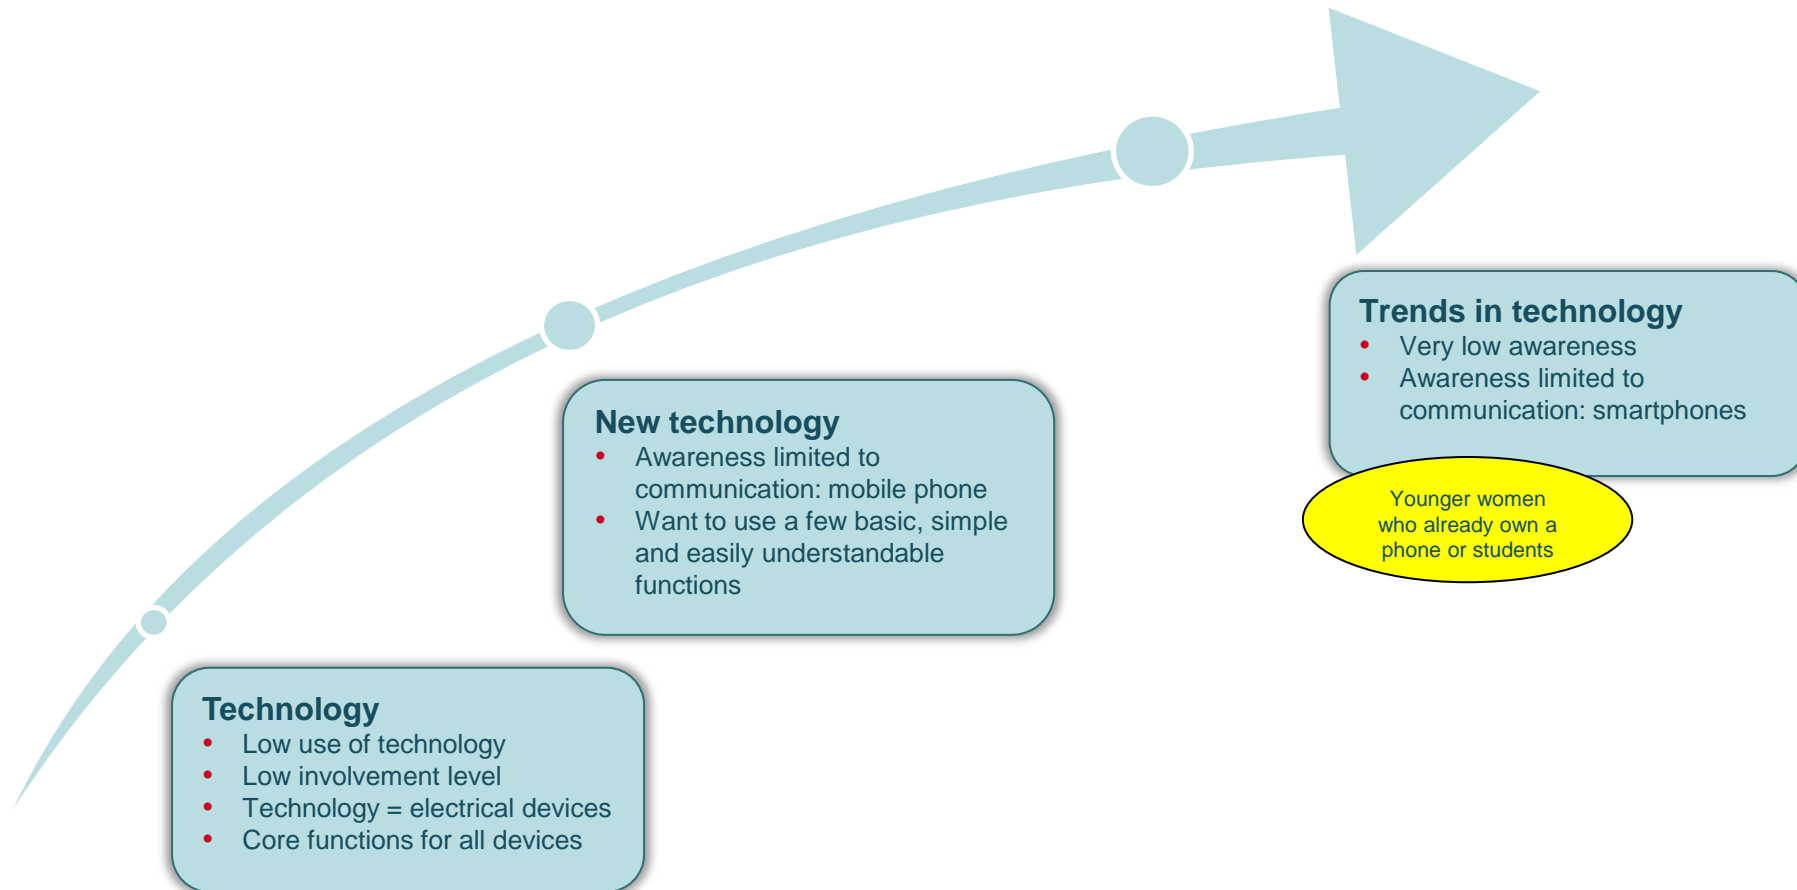 Trends in technology
• Very low awareness
• Awareness limited to
communication: smartphones
Younger women
who already own a
phone or students
New technology
• Awareness limited to
communication: mobile phone
• Want to use a few basic, simple
and easily understandable
functions
Technology
• Low use of technology
• Low involvement level
• Technology = electrical devices
• Core functions for all devices